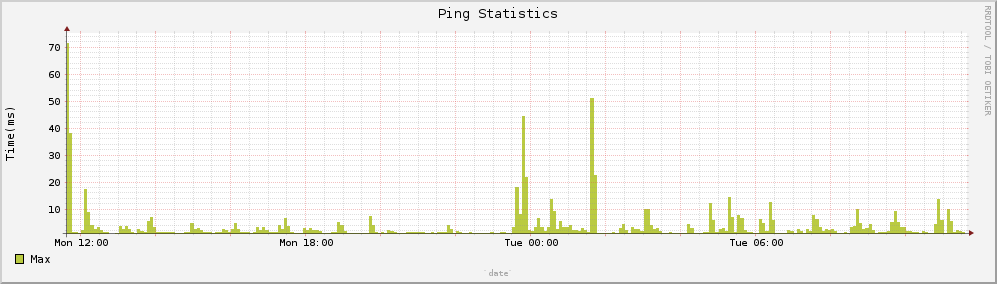 Ping Statistics
RRDTOOL / TOBI OETIKER
Time(ms)
70
60
50
40
30
20
10
Mon 12:00 Mon 18:00 Tue 00:00 Tue 06:00
Max
`date`